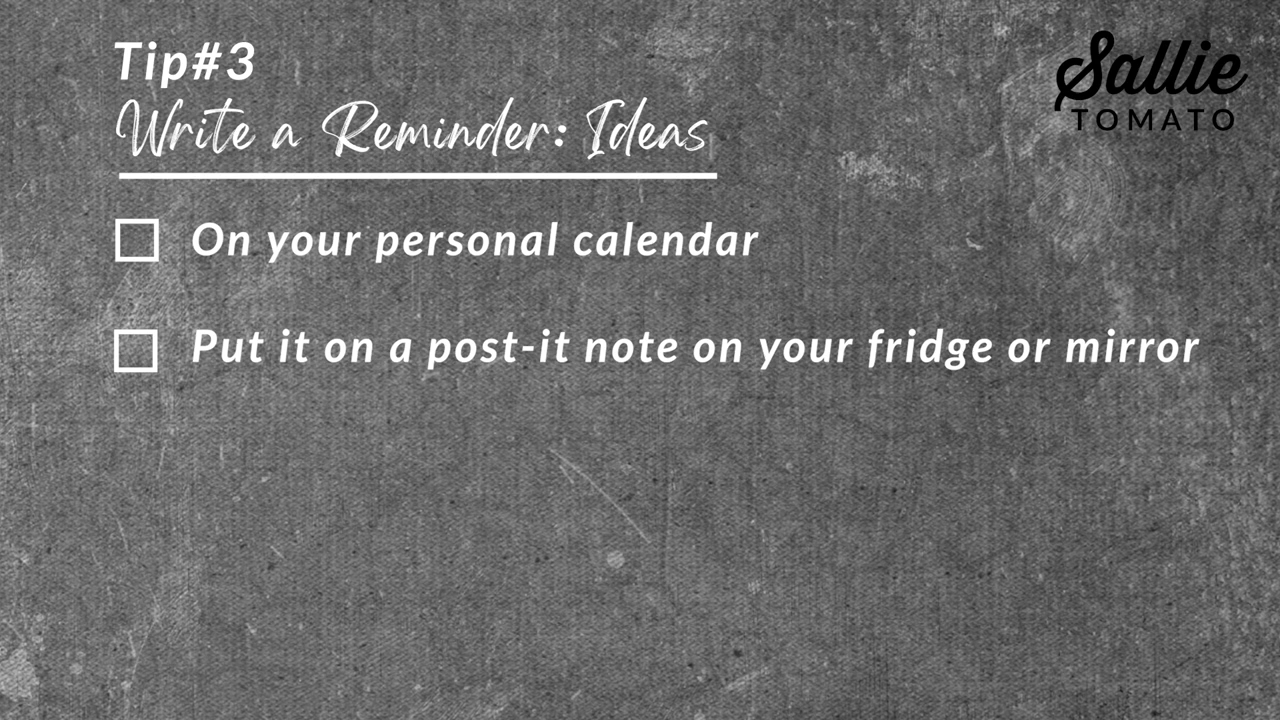 Tip#3
Write a Reminder: Ideas
On your personal calendar
Put it on a post-it note on your fridge or mirror
Sallie
TOMATO